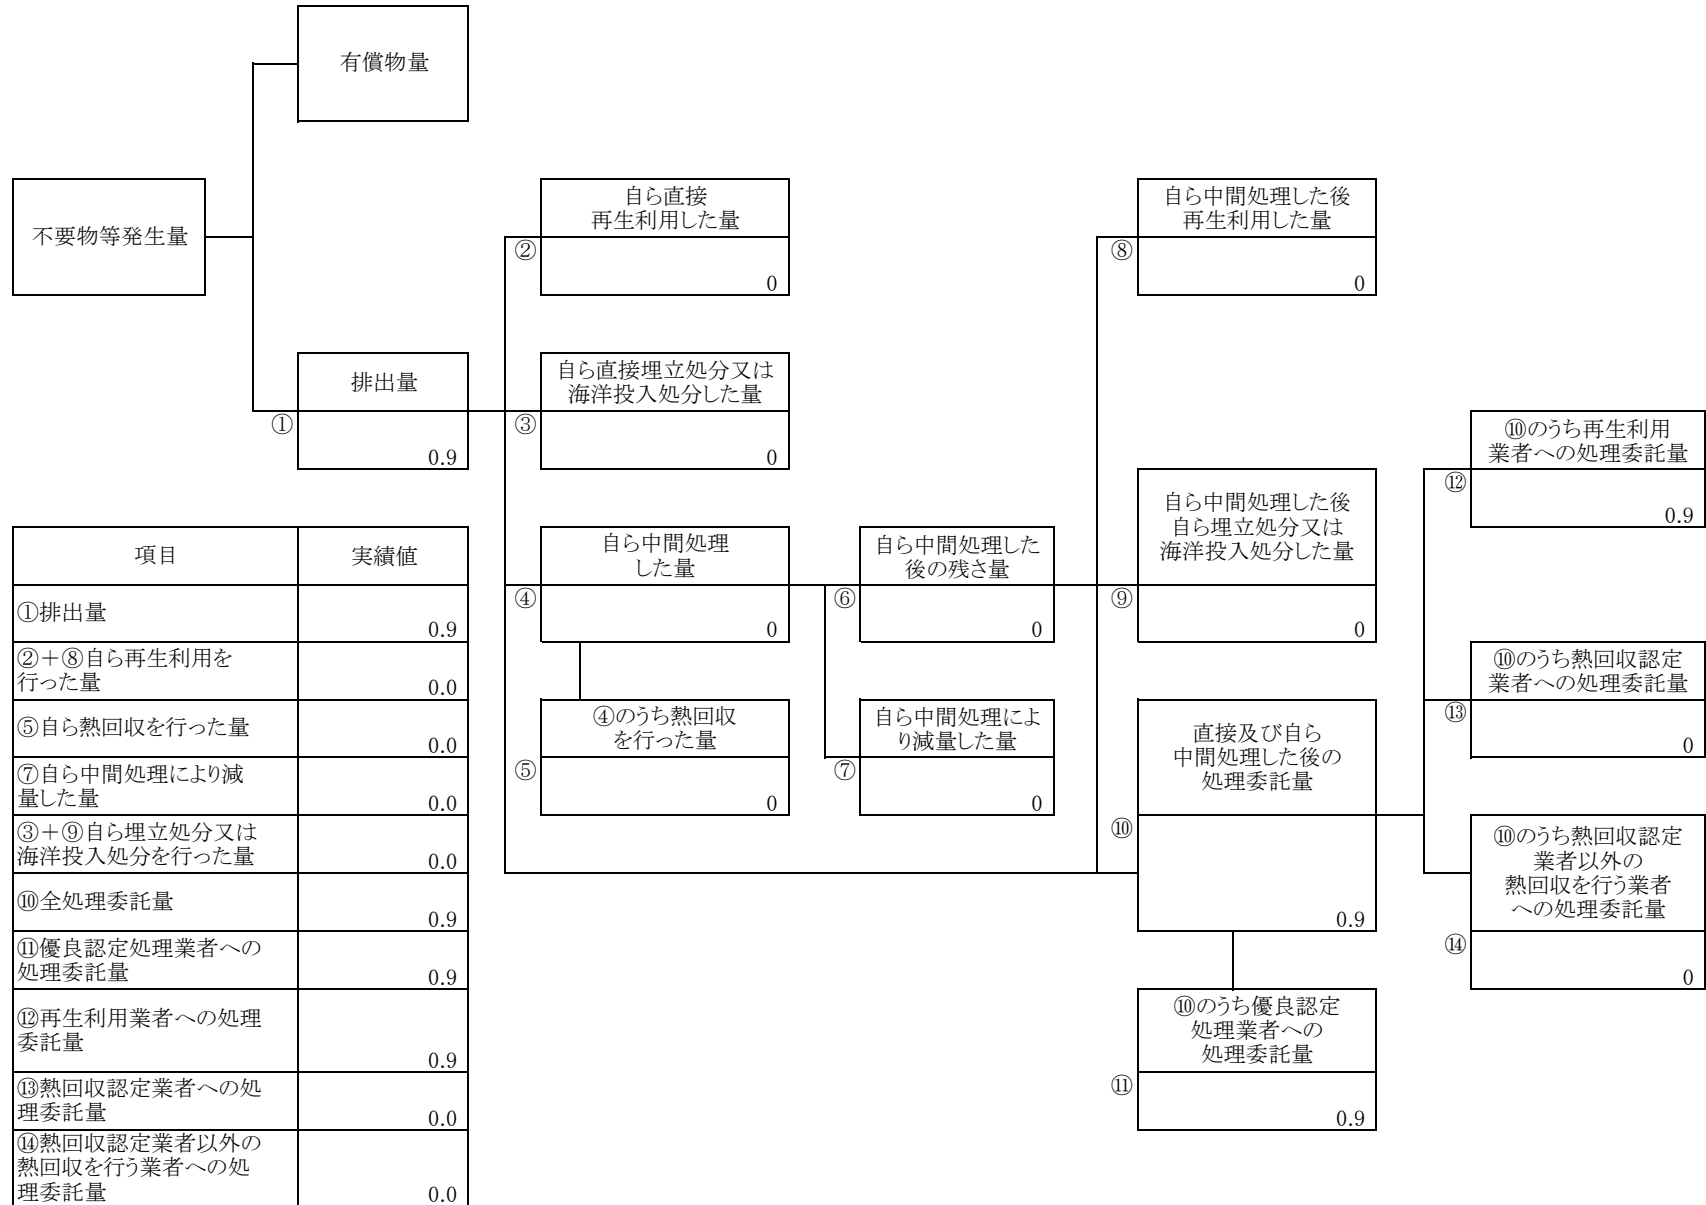 有償物量
不要物等発生量
自ら直接
再生利用した量
②
0
自ら中間処理した後
再生利用した量
⑧
0
排出量
①
0.9
自ら直接埋立処分又は
海洋投入処分した量
③
0
⑩のうち再生利用
業者への処理委託量
⑫
0.9
自ら中間処理
した量
④
0
自ら中間処理した
後の残さ量
⑥
0
自ら中間処理した後
自ら埋立処分又は
海洋投入処分した量
⑨
0
⑩のうち熱回収認定
業者への処理委託量
⑬
0
④のうち熱回収
を行った量
⑤
0
自ら中間処理によ
り減量した量
⑦
0
直接及び自ら
中間処理した後の
処理委託量
⑩
0.9
⑩のうち熱回収認定
業者以外の
熱回収を行う業者
への処理委託量
⑭
0
⑩のうち優良認定
処理業者への
処理委託量
⑪
0.9
項目 実績値
①排出量
0.9
②+⑧自ら再生利用を
行った量 0.0
⑤自ら熱回収を行った量
0.0
⑦自ら中間処理により減
量した量 0.0
③+⑨自ら埋立処分又は
海洋投入処分を行った量 0.0
⑩全処理委託量
0.9
⑪優良認定処理業者への
処理委託量 0.9
⑫再生利用業者への処理
委託量
0.9
⑬熱回収認定業者への処
理委託量 0.0
⑭熱回収認定業者以外の
熱回収を行う業者への処
理委託量 0.0